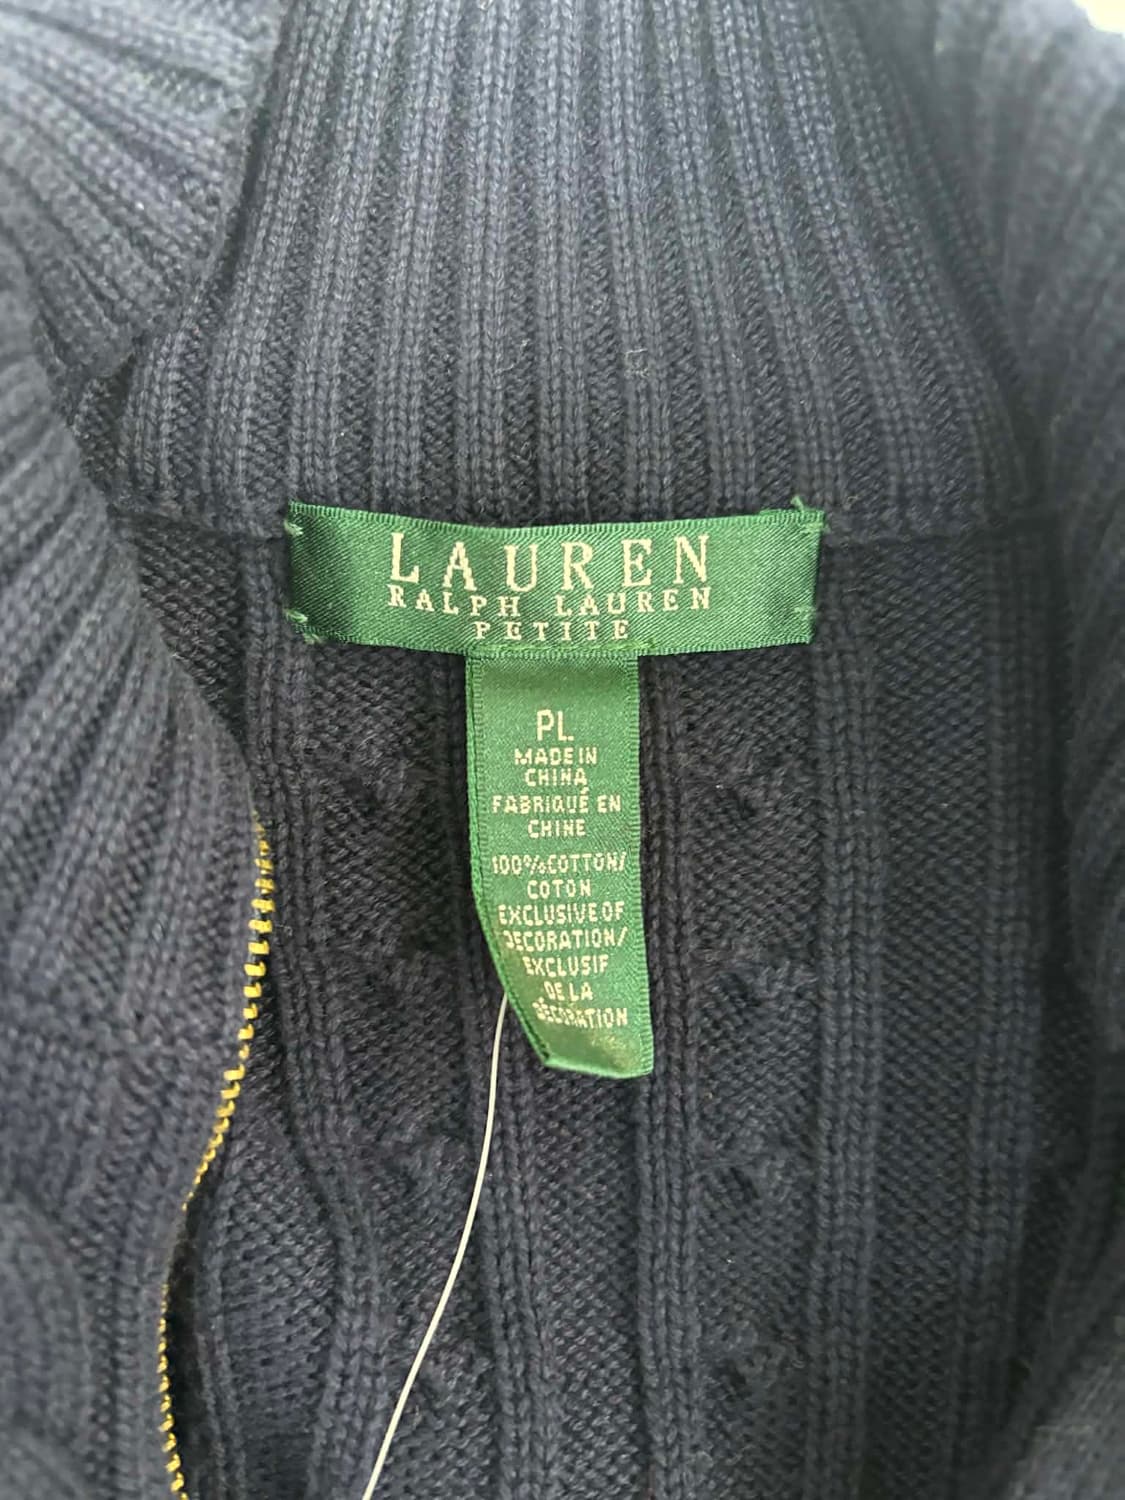 LAUREN
RALPH LAUREN
PETITE
PL
MADE IN
CHINA
FABRIQUÉ EN
CHINE
100%COTTON/
COTON
EXCLUSIVE OF
DECORATION/
EXCLUSIF
DE LA
DÉCORATION